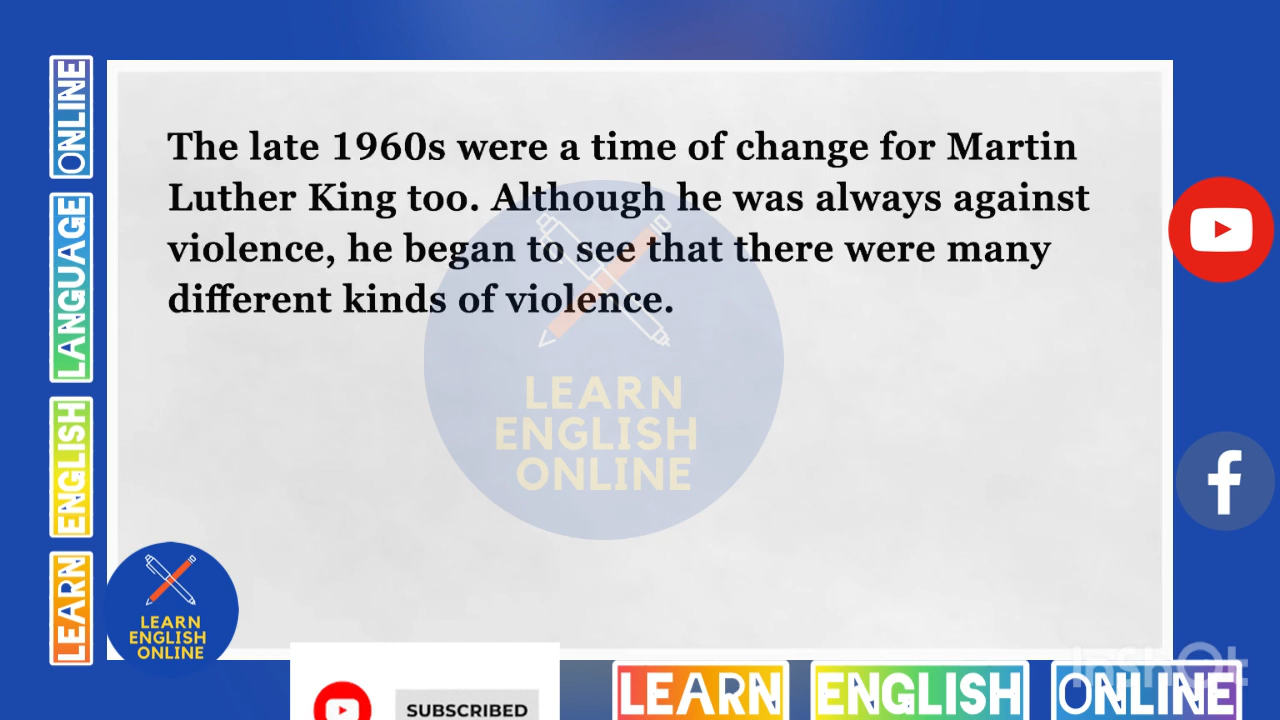 The late 1960s were a time of change for Martin
Luther King too. Although he was always against
violence, he began to see that there were many
different kinds of violence.
LEARN
ENGLISH
ONLINE
LEARN ENGLISH LANGUAGE ONLINE
LEARN
ENGLISH
ONLINE
SUBSCRIBED
LEARN ENGLISH ONLINE
InShOt